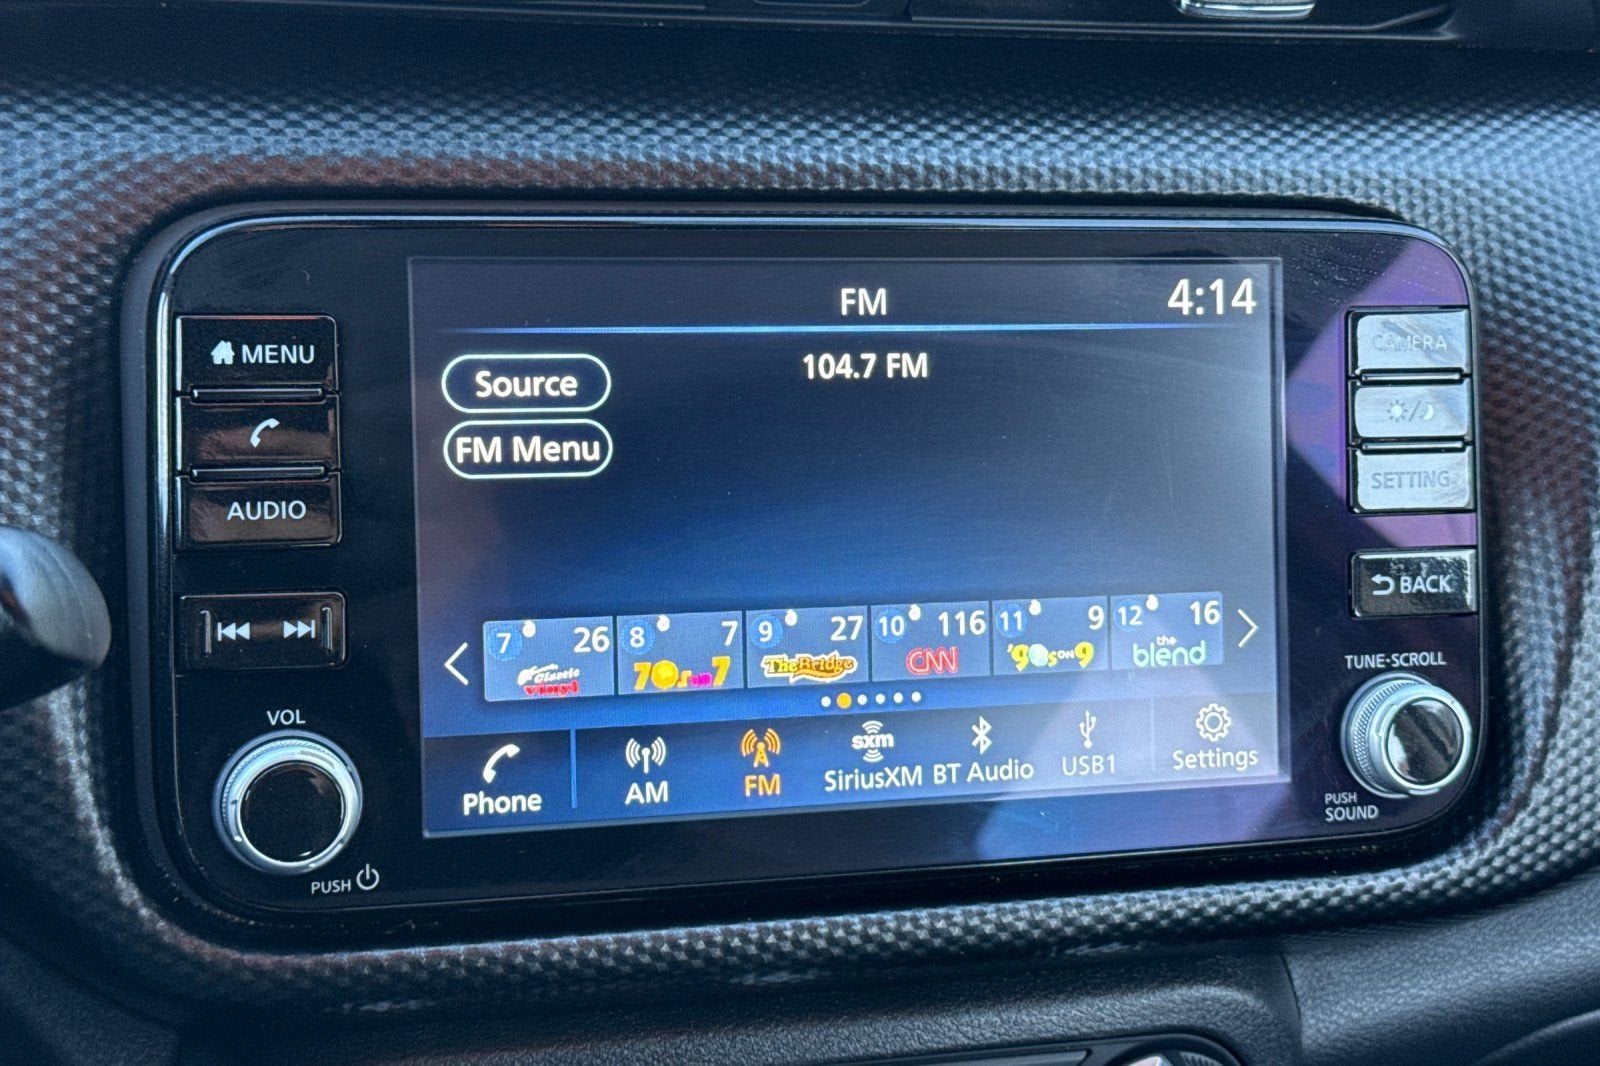 FM
4:14
MENU
CAMERA
Source
104.7 FM
FM Menu
SETTING
AUDIO
BACK
7 26
8 7
9 27
10 116
11 9
12 16
Classic
vinyl
70s on 7
The Bridge
CNN
'90s ON 9
the
blend
TUNE·SCROLL
VOL
Phone
AM
FM
sxm
SiriusXM
BT Audio
USB1
Settings
PUSH
SOUND
PUSH